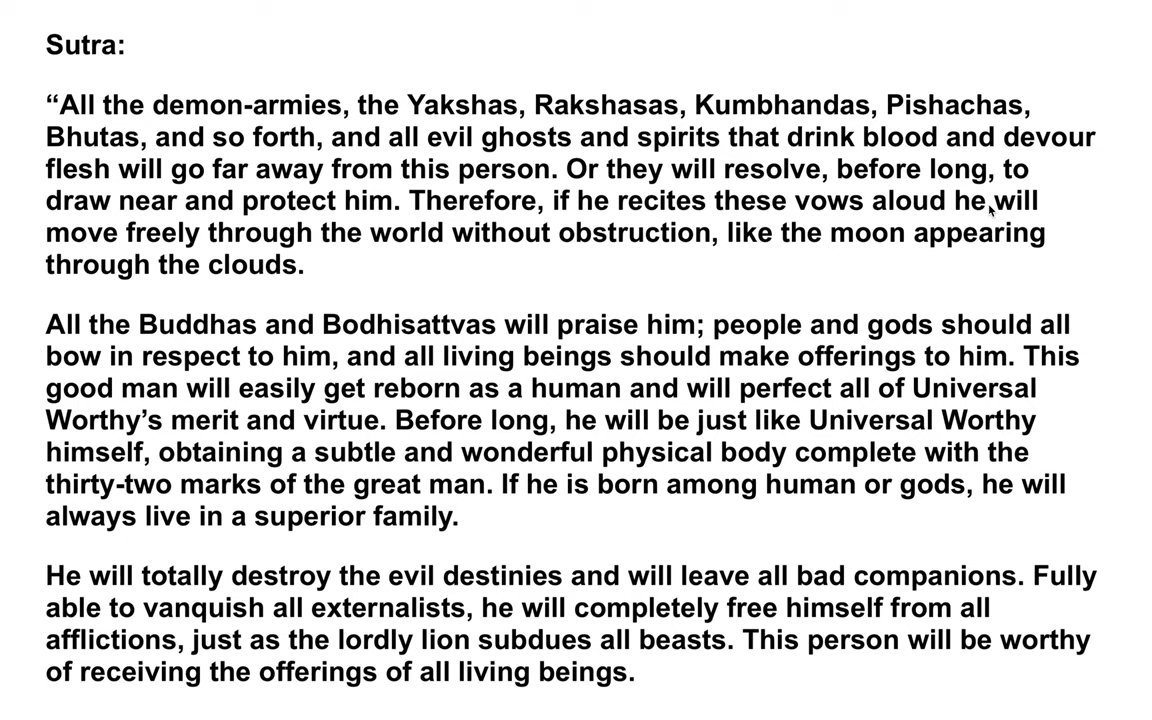 Sutra:
“All the demon-armies, the Yakshas, Rakshasas, Kumbhandas, Pishachas,
Bhutas, and so forth, and all evil ghosts and spirits that drink blood and devour
flesh will go far away from this person. Or they will resolve, before long, to
draw near and protect him. Therefore, if he recites these vows aloud he will
move freely through the world without obstruction, like the moon appearing
through the clouds.
All the Buddhas and Bodhisattvas will praise him; people and gods should all
bow in respect to him, and all living beings should make offerings to him. This
good man will easily get reborn as a human and will perfect all of Universal
Worthy’s merit and virtue. Before long, he will be just like Universal Worthy
himself, obtaining a subtle and wonderful physical body complete with the
thirty-two marks of the great man. If he is born among human or gods, he will
always live in a superior family.
He will totally destroy the evil destinies and will leave all bad companions. Fully
able to vanquish all externalists, he will completely free himself from all
afflictions, just as the lordly lion subdues all beasts. This person will be worthy
of receiving the offerings of all living beings.